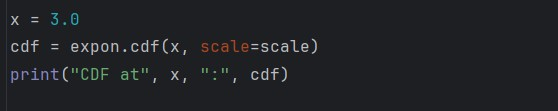 x = 3.0
cdf = expon.cdf(x, scale=scale)
print("CDF at", x, ":", cdf)